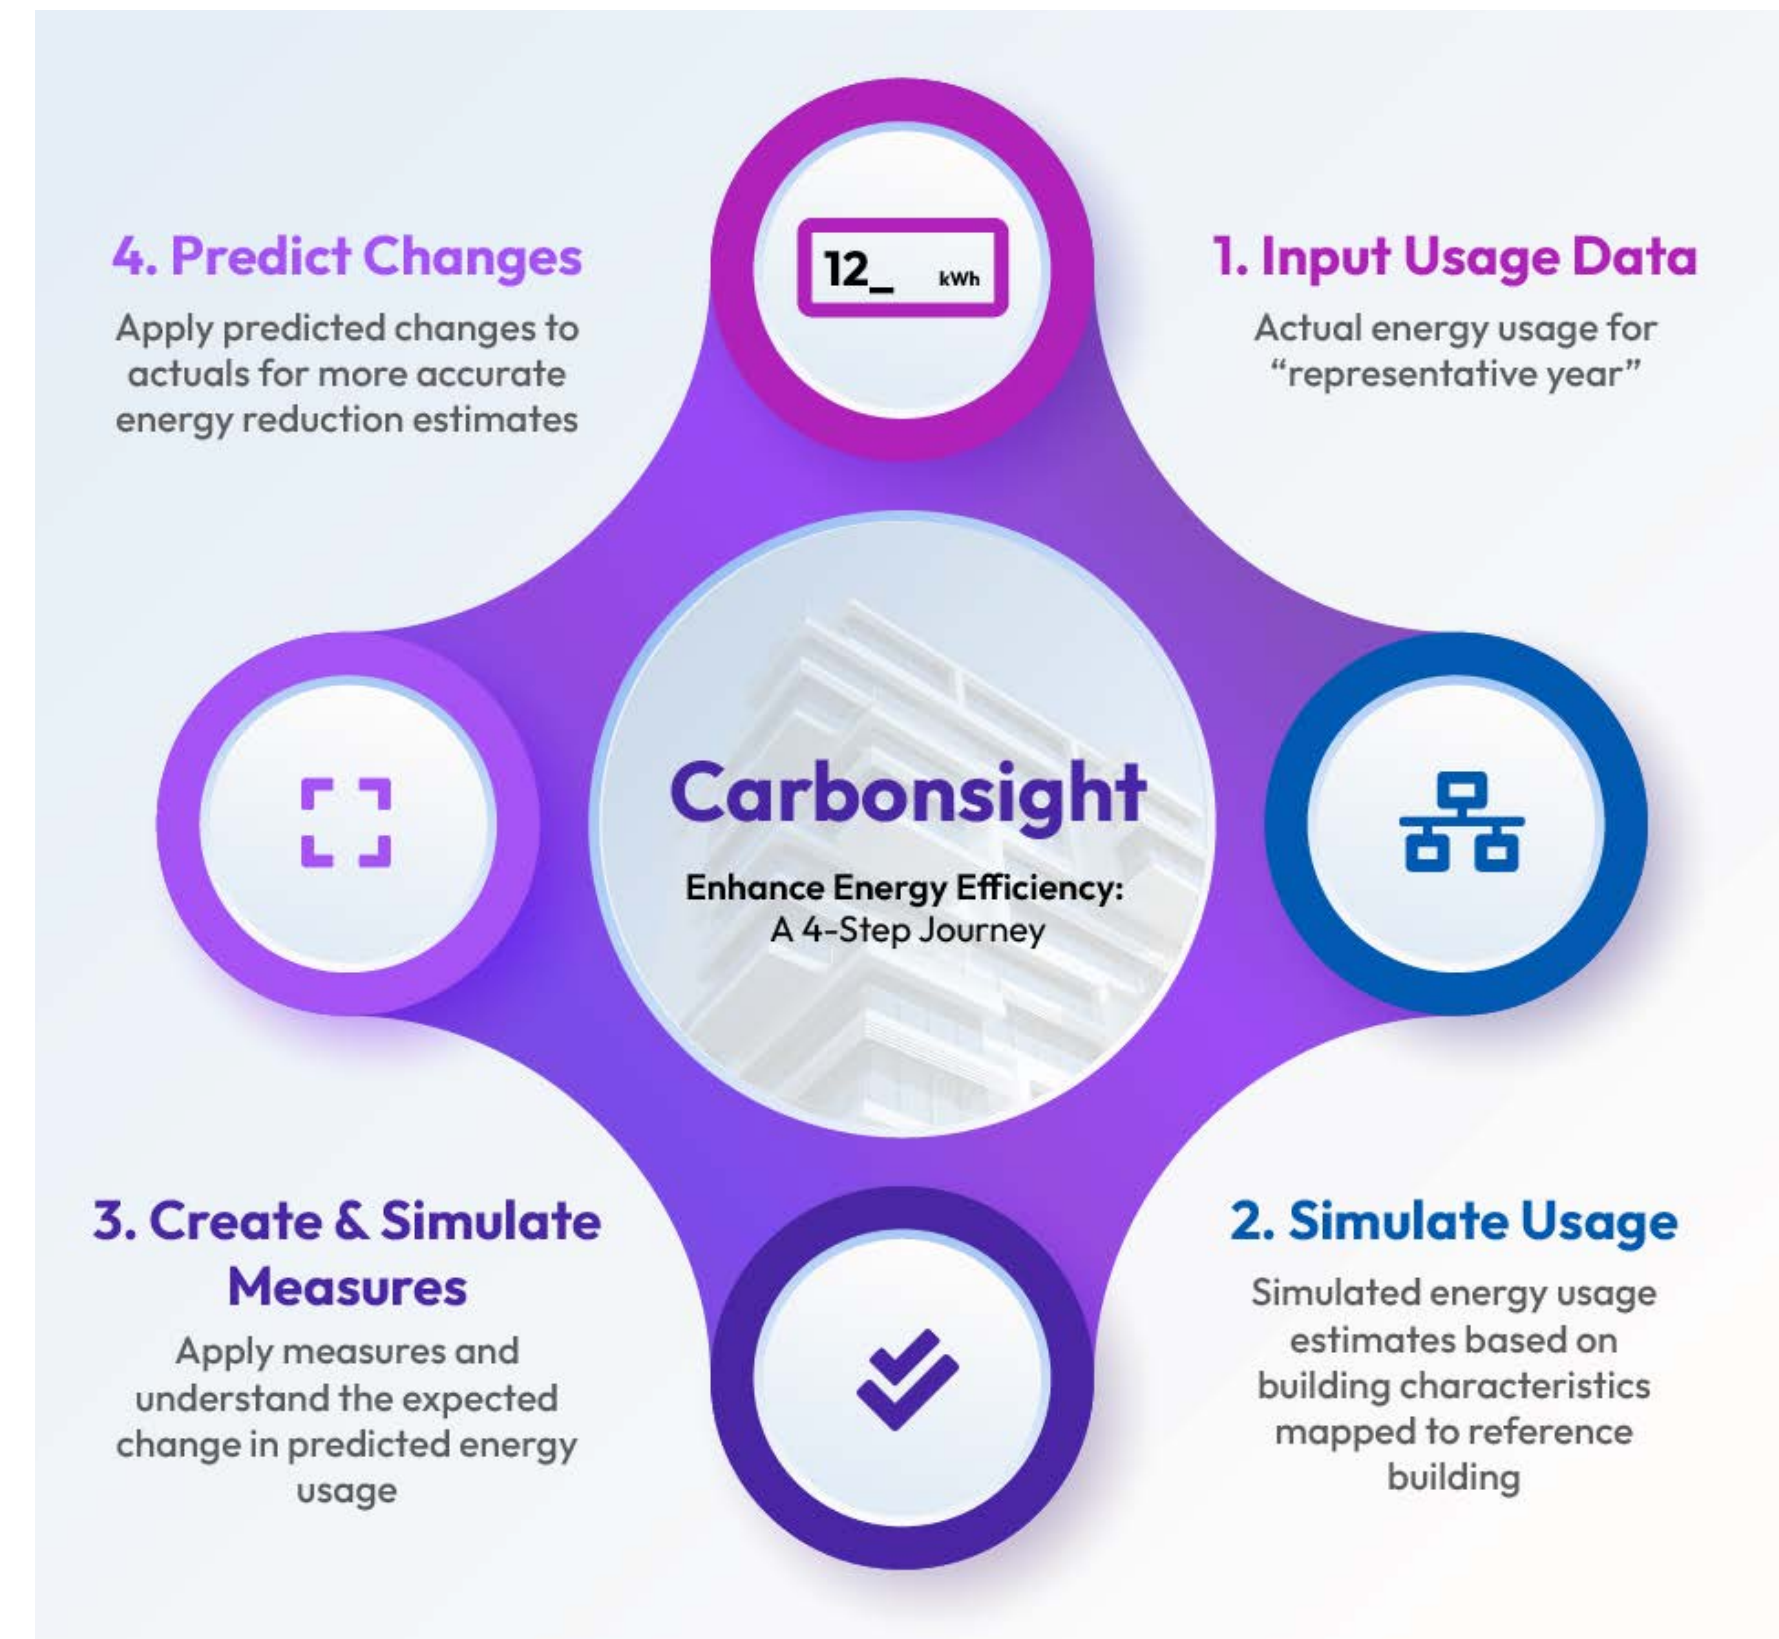 12_ kWh
1. Input Usage Data
Actual energy usage for
“representative year”
2. Simulate Usage
Simulated energy usage
estimates based on
building characteristics
mapped to reference
building
3. Create & Simulate
Measures
Apply measures and
understand the expected
change in predicted energy
usage
4. Predict Changes
Apply predicted changes to
actuals for more accurate
energy reduction estimates
Carbonsight
Enhance Energy Efficiency:
A 4-Step Journey